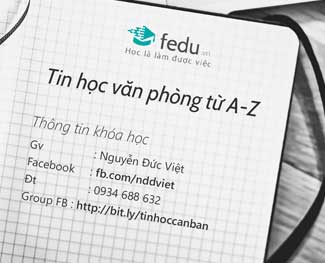 fedu.vn
Học là làm được việc
Tin học văn phòng từ A-Z
Thông tin khóa học
Gv : Nguyễn Đức Việt
Facebook : fb.com/nddviet
Đt : 0934 688 632
Group FB : http://bit.ly/tinhoccanban